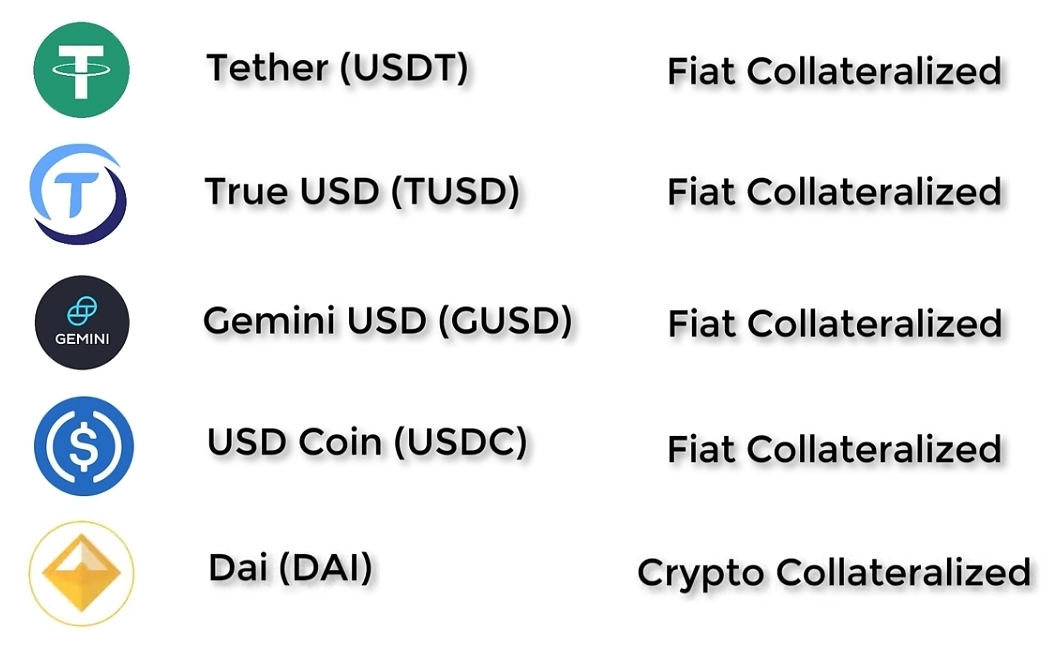 Tether (USDT) Fiat Collateralized
True USD (TUSD) Fiat Collateralized
GEMINI Gemini USD (GUSD) Fiat Collateralized
USD Coin (USDC) Fiat Collateralized
Dai (DAI) Crypto Collateralized